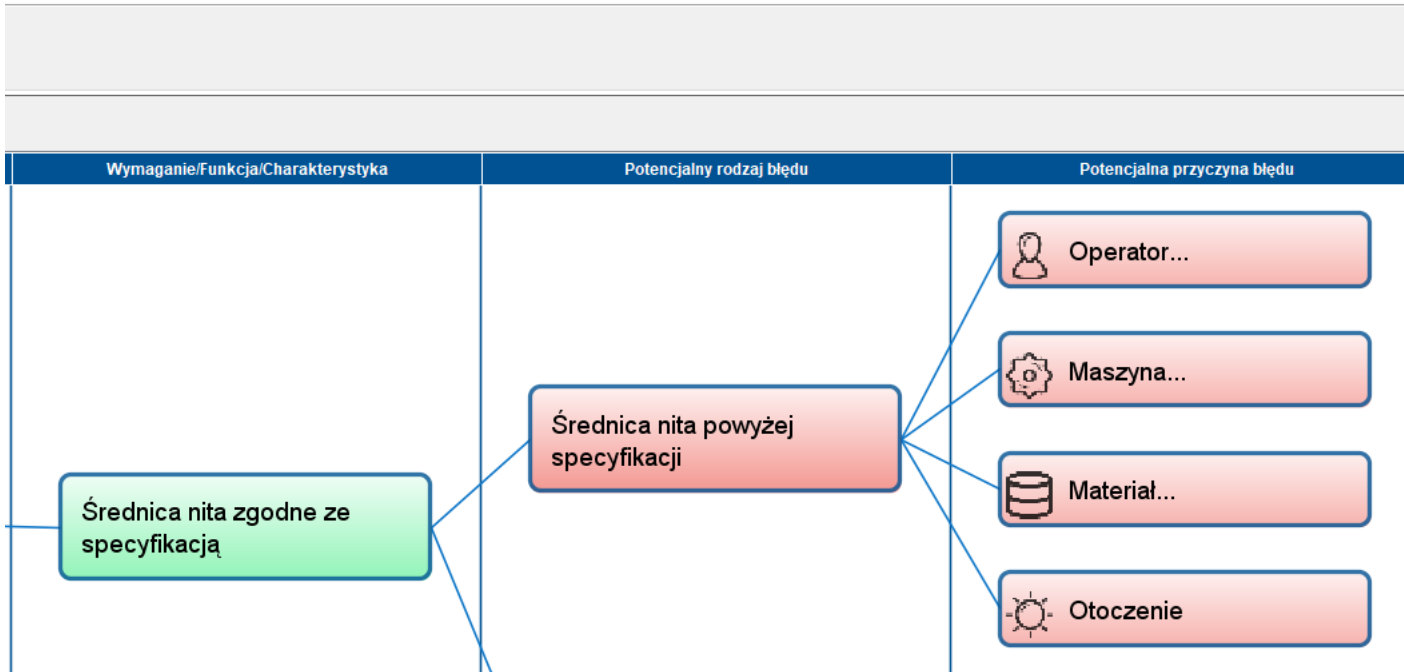 Wymaganie/Funkcja/Charakterystyka
Potencjalny rodzaj błędu
Potencjalna przyczyna błędu
Operator...
Maszyna...
Średnica nita powyżej
specyfikacji
Materiał...
Średnica nita zgodne ze
specyfikacją
Otoczenie